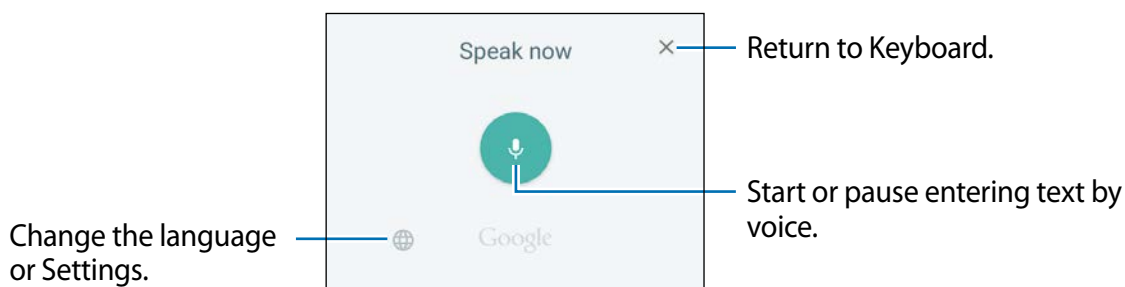 Speak now
Return to Keyboard.
Start or pause entering text by
voice.
Change the language
or Settings.
Google